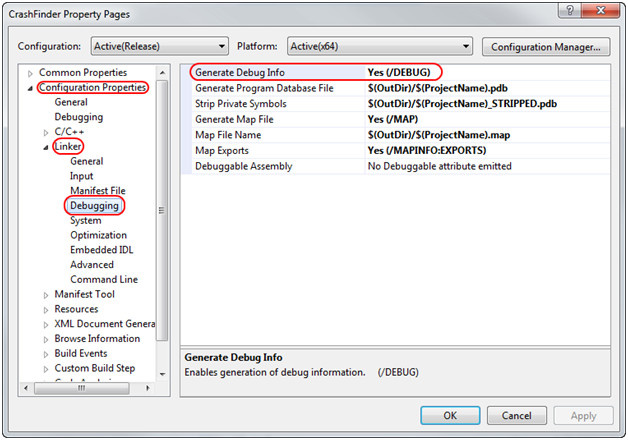 CrashFinder Property Pages
Configuration: Active(Release) Platform: Active(x64) Configuration Manager...
Common Properties
Configuration Properties
General
Debugging
C/C++
Linker
General
Input
Manifest File
Debugging
System
Optimization
Embedded IDL
Advanced
Command Line
Manifest Tool
Resources
XML Document Genera
Browse Information
Build Events
Custom Build Step
Generate Debug Info Yes (/DEBUG)
Generate Program Database File $(OutDir)/$(ProjectName).pdb
Strip Private Symbols $(OutDir)/$(ProjectName)_STRIPPED.pdb
Generate Map File Yes (/MAP)
Map File Name $(OutDir)/$(ProjectName).map
Map Exports Yes (/MAPINFO:EXPORTS)
Debuggable Assembly No Debuggable attribute emitted
Generate Debug Info
Enables generation of debug information. (/DEBUG)
OK Cancel Apply